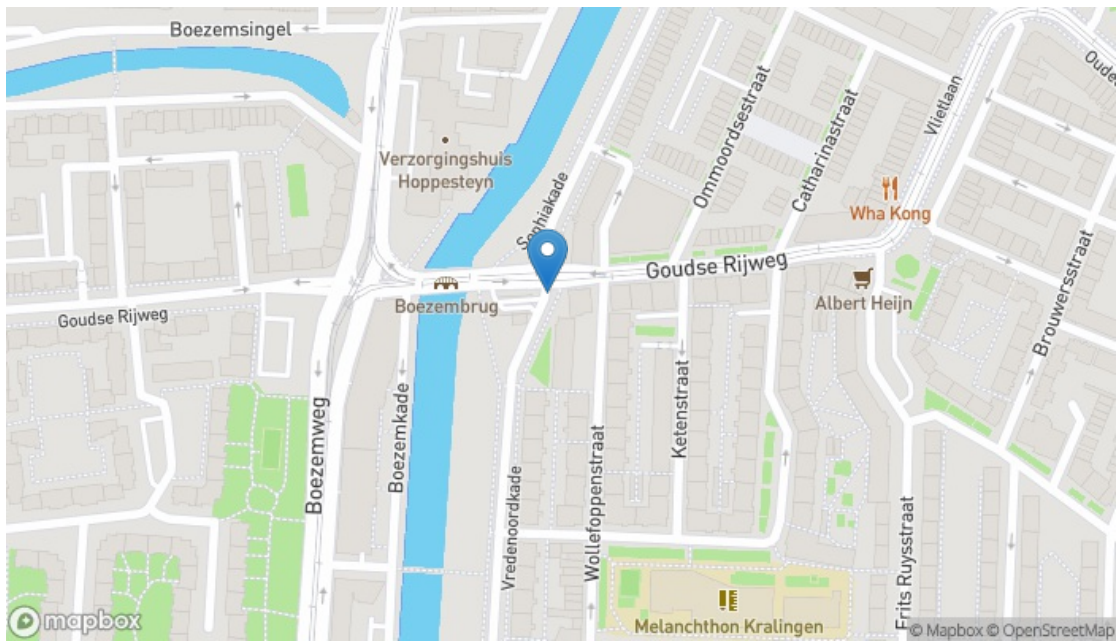 Boezemsingel
Verzorgingshuis
Hoppesteyn
Sophiakade
Ommoordsestraat
Catharinastraat
Vlietlaan
Oude
Wha Kong
Goudse Rijweg
Albert Heijn
Brouwersstraat
Boezembrug
Goudse Rijweg
Boezemweg
Boezemkade
Vredenoordkade
Wollefoppenstraat
Ketenstraat
Frits Ruysstraat
Melanchthon Kralingen
mapbox
© Mapbox © OpenStreetMap